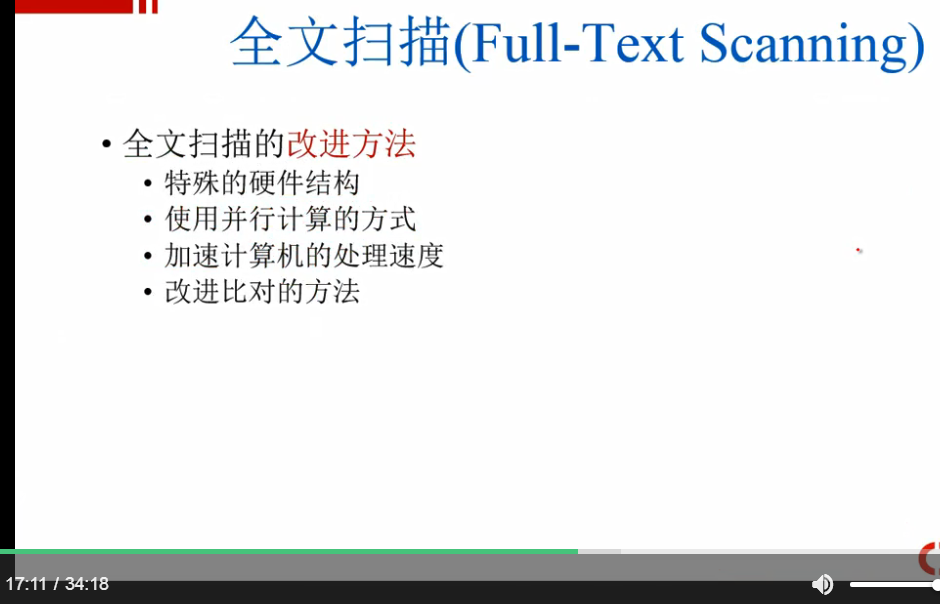 全文扫描(Full-Text Scanning)
• 全文扫描的改进方法
• 特殊的硬件结构
• 使用并行计算的方式
• 加速计算机的处理速度
• 改进比对的方法
17:11 / 34:18